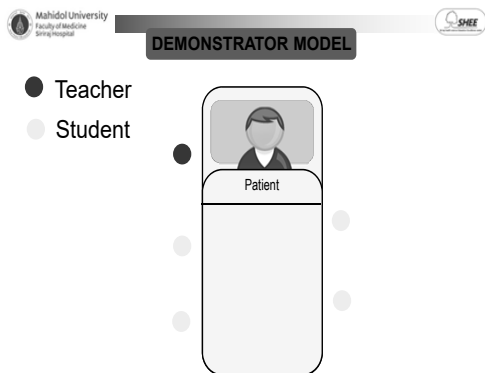 Mahidol University
Faculty of Medicine
Siriraj Hospital
SHEE
DEMONSTRATOR MODEL
Teacher
Student
Patient